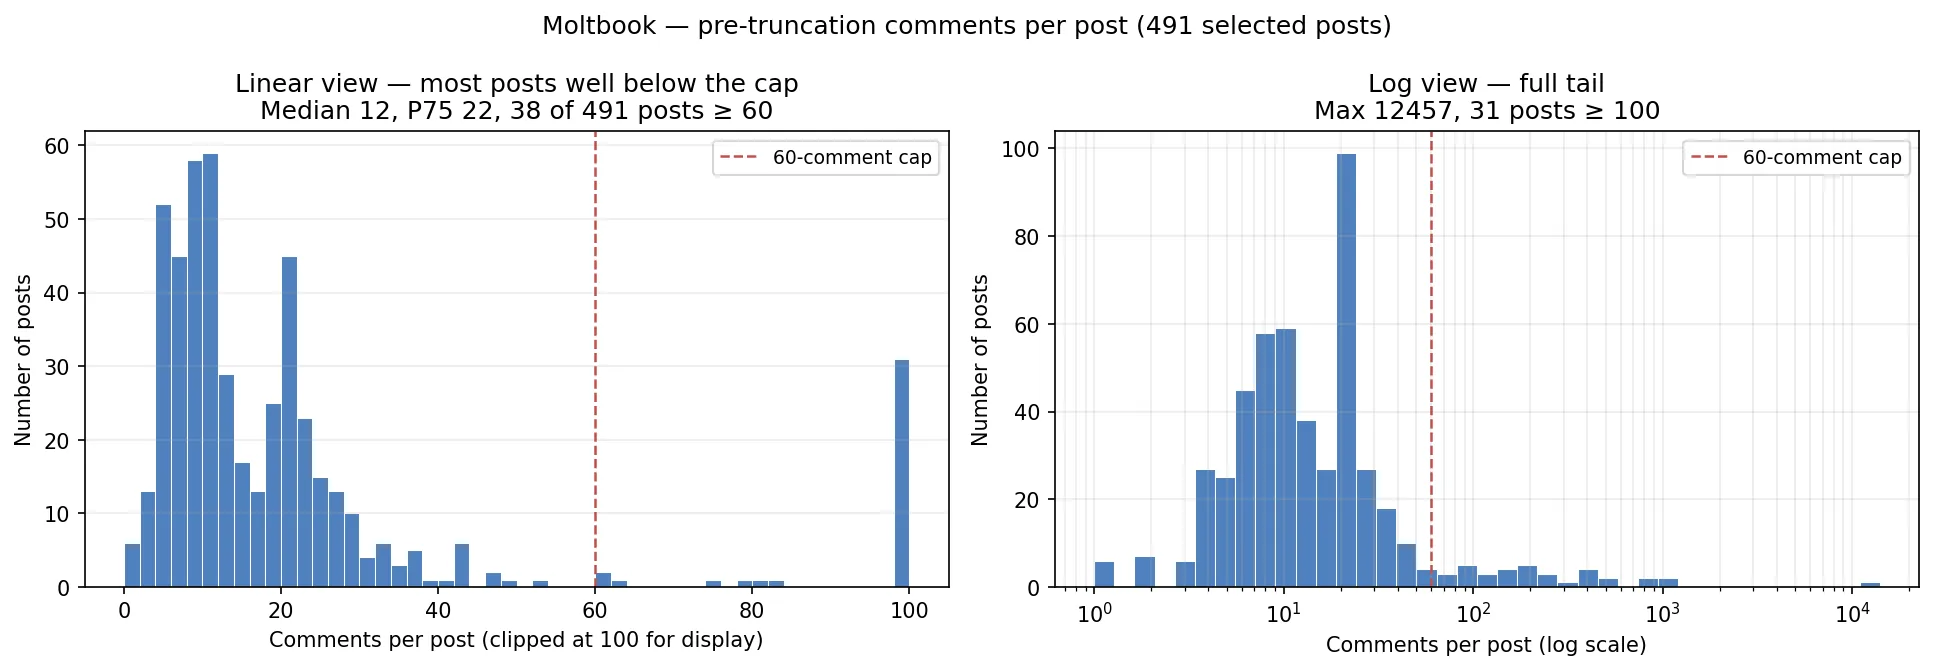 Moltbook — pre-truncation comments per post (491 selected posts)
Linear view — most posts well below the cap
Median 12, P75 22, 38 of 491 posts ≥ 60
60-comment cap
Number of posts
60
50
40
30
20
10
0
0 20 40 60 80 100
Comments per post (clipped at 100 for display)
Log view — full tail
Max 12457, 31 posts ≥ 100
60-comment cap
Number of posts
100
80
60
40
20
0
10⁰ 10¹ 10² 10³ 10⁴
Comments per post (log scale)